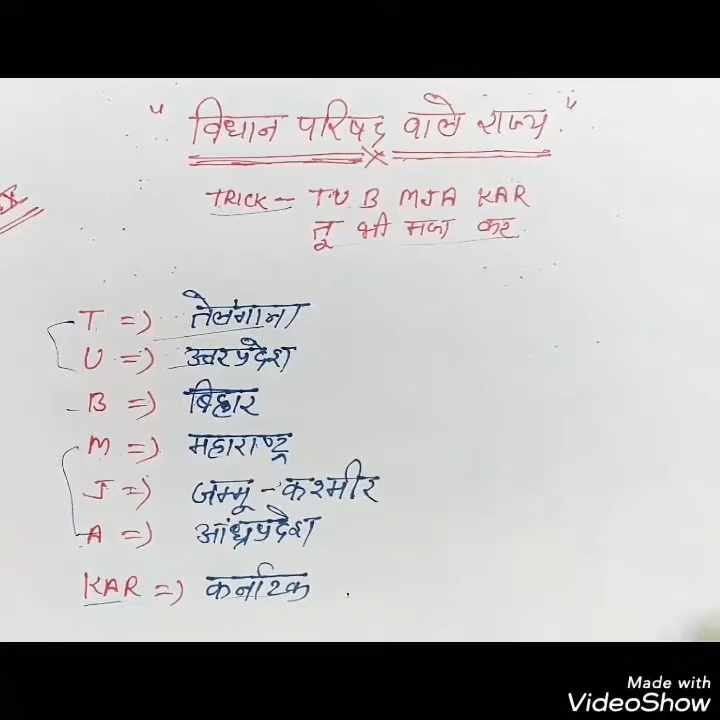 " विधान परिषद वाले राज्य "
TRICK - T U B MJA KAR
तू भी मजा कर
T => तेलंगाना
U => उत्तरप्रदेश
B => बिहार
M => महाराष्ट्र
J => जम्मू - कश्मीर
A => आंध्रप्रदेश
KAR => कर्नाटक
Made with
VideoShow